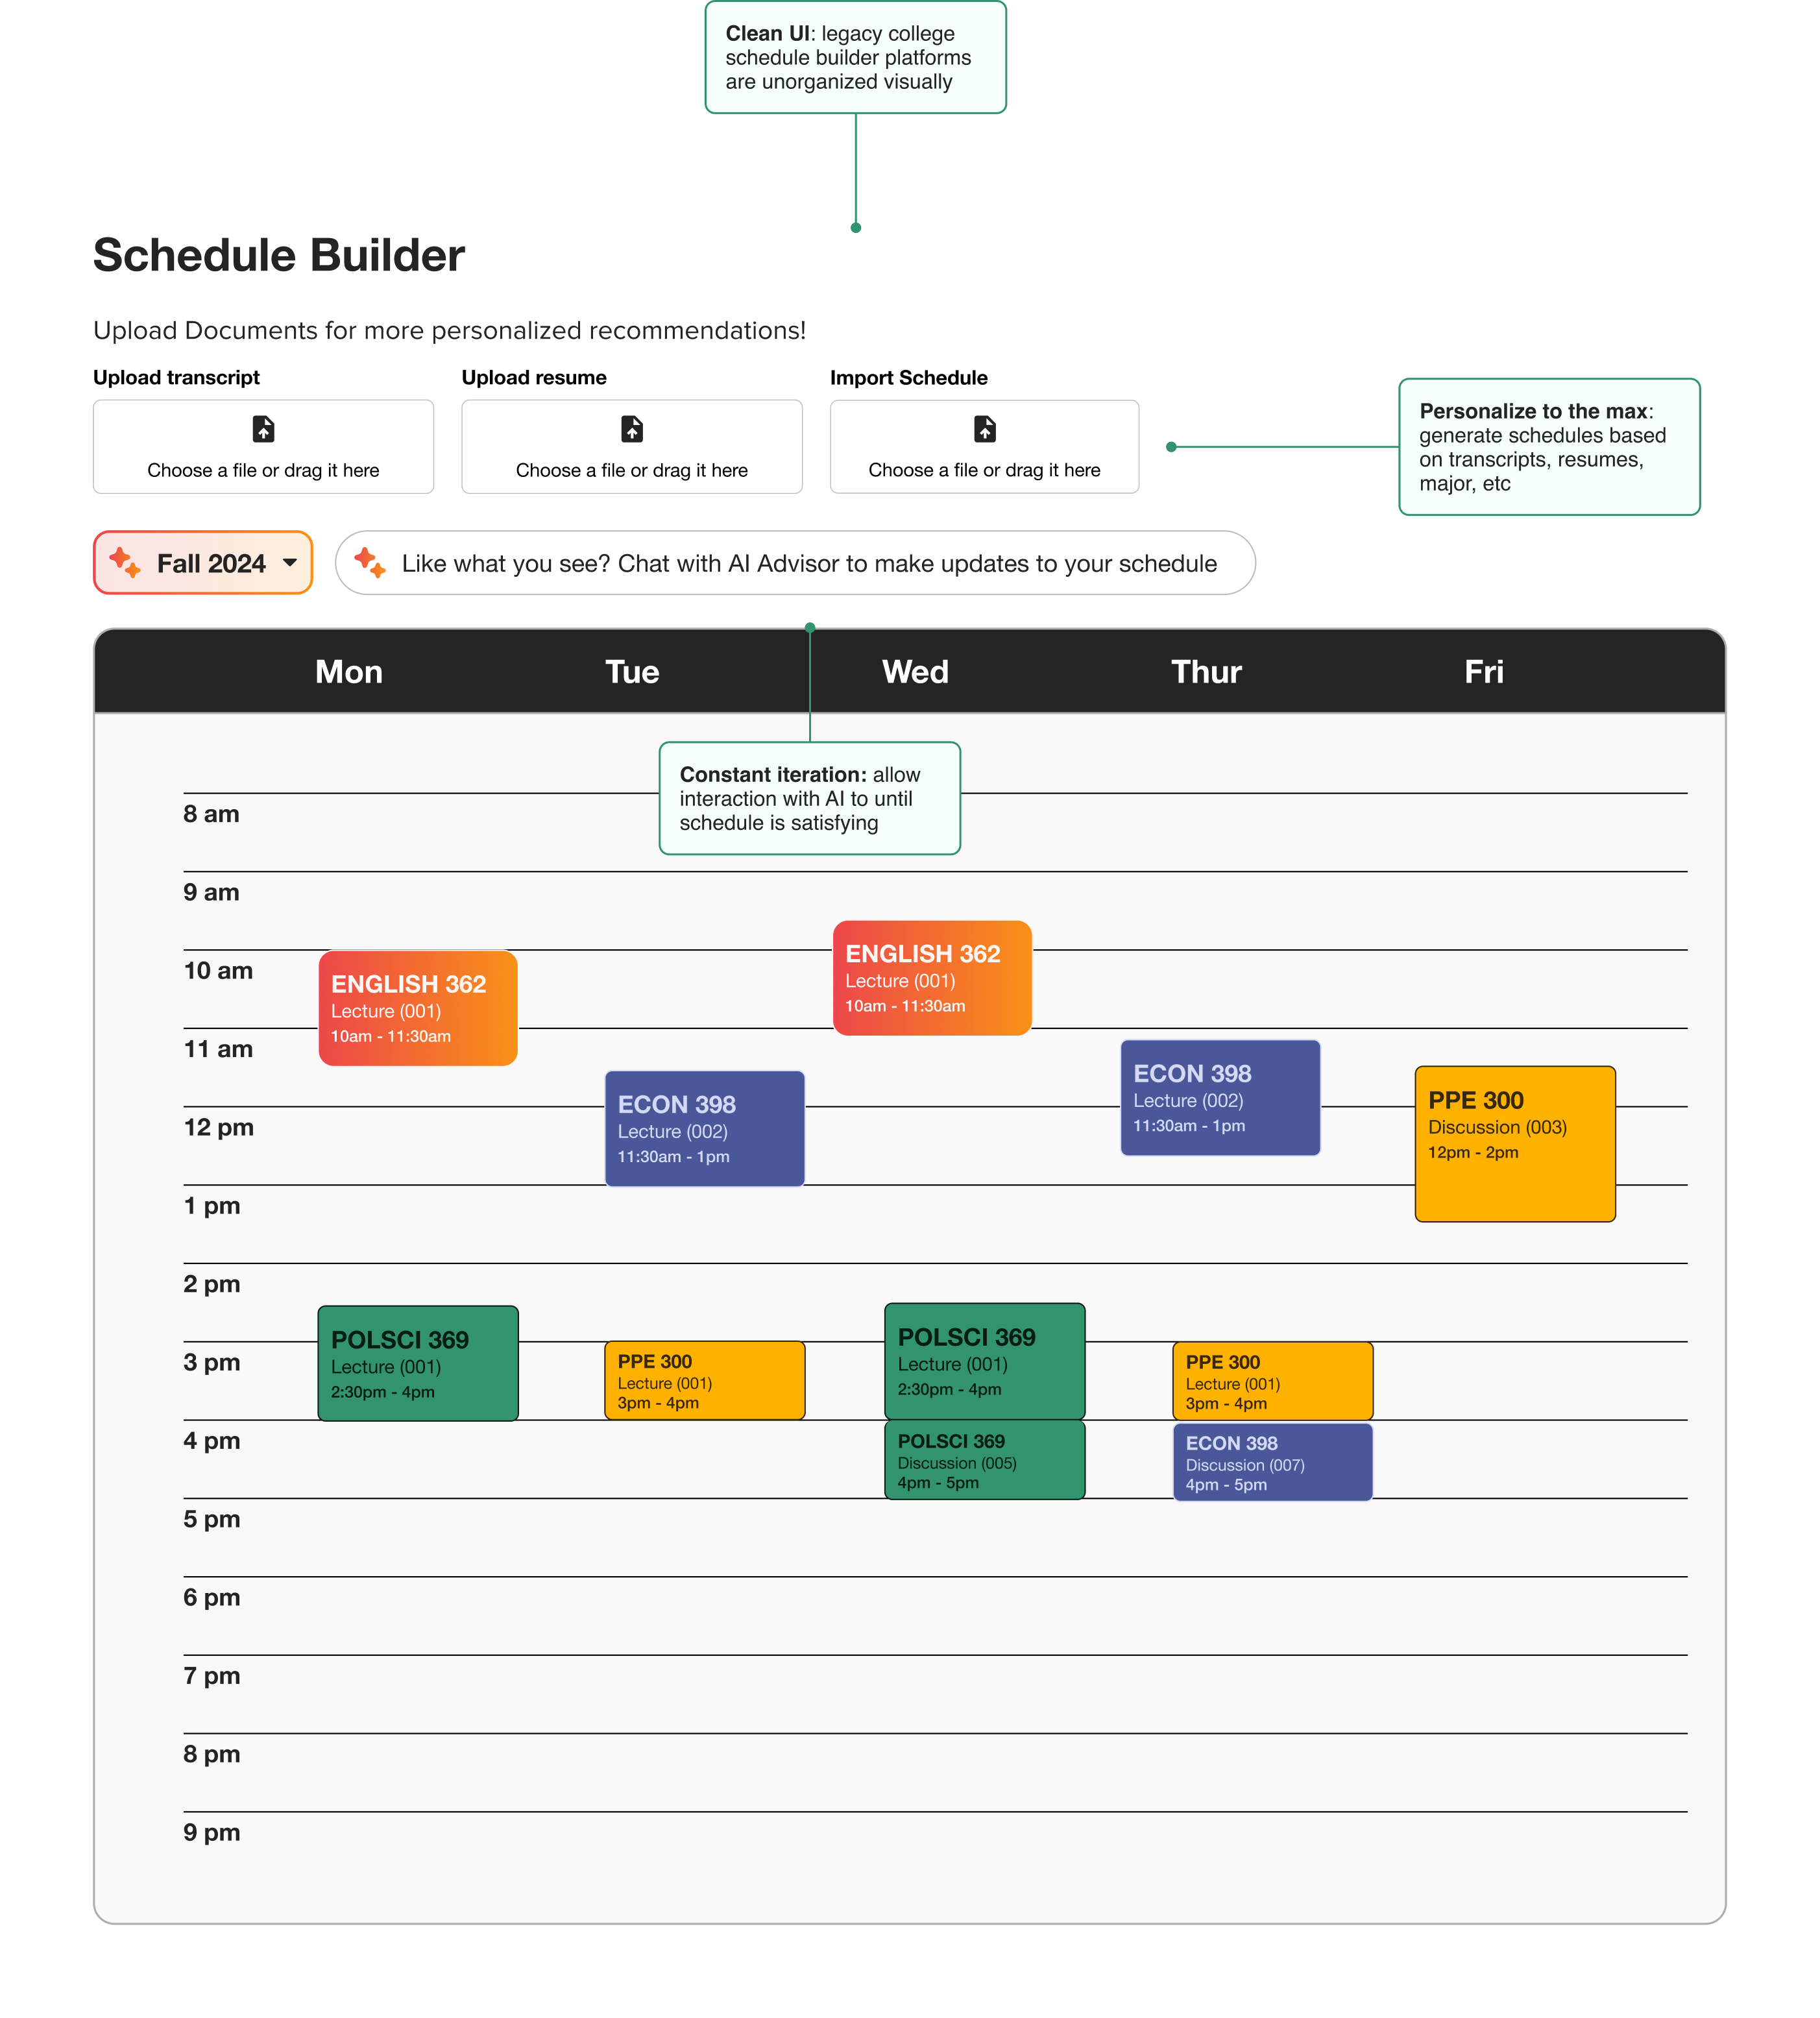 Clean UI: legacy college
schedule builder platforms
are unorganized visually
Schedule Builder
Upload Documents for more personalized recommendations!
Upload transcript
Choose a file or drag it here
Upload resume
Choose a file or drag it here
Import Schedule
Choose a file or drag it here
Personalize to the max:
generate schedules based
on transcripts, resumes,
major, etc
Fall 2024
Like what you see? Chat with AI Advisor to make updates to your schedule
Mon Tue Wed Thur Fri
Constant iteration: allow
interaction with AI to until
schedule is satisfying
8 am
9 am
10 am
ENGLISH 362
Lecture (001)
10am - 11:30am
ENGLISH 362
Lecture (001)
10am - 11:30am
11 am
ECON 398
Lecture (002)
11:30am - 1pm
ECON 398
Lecture (002)
11:30am - 1pm
PPE 300
Discussion (003)
12pm - 2pm
12 pm
1 pm
2 pm
POLSCI 369
Lecture (001)
2:30pm - 4pm
POLSCI 369
Lecture (001)
2:30pm - 4pm
3 pm
PPE 300
Lecture (001)
3pm - 4pm
PPE 300
Lecture (001)
3pm - 4pm
4 pm
POLSCI 369
Discussion (005)
4pm - 5pm
ECON 398
Discussion (007)
4pm - 5pm
5 pm
6 pm
7 pm
8 pm
9 pm